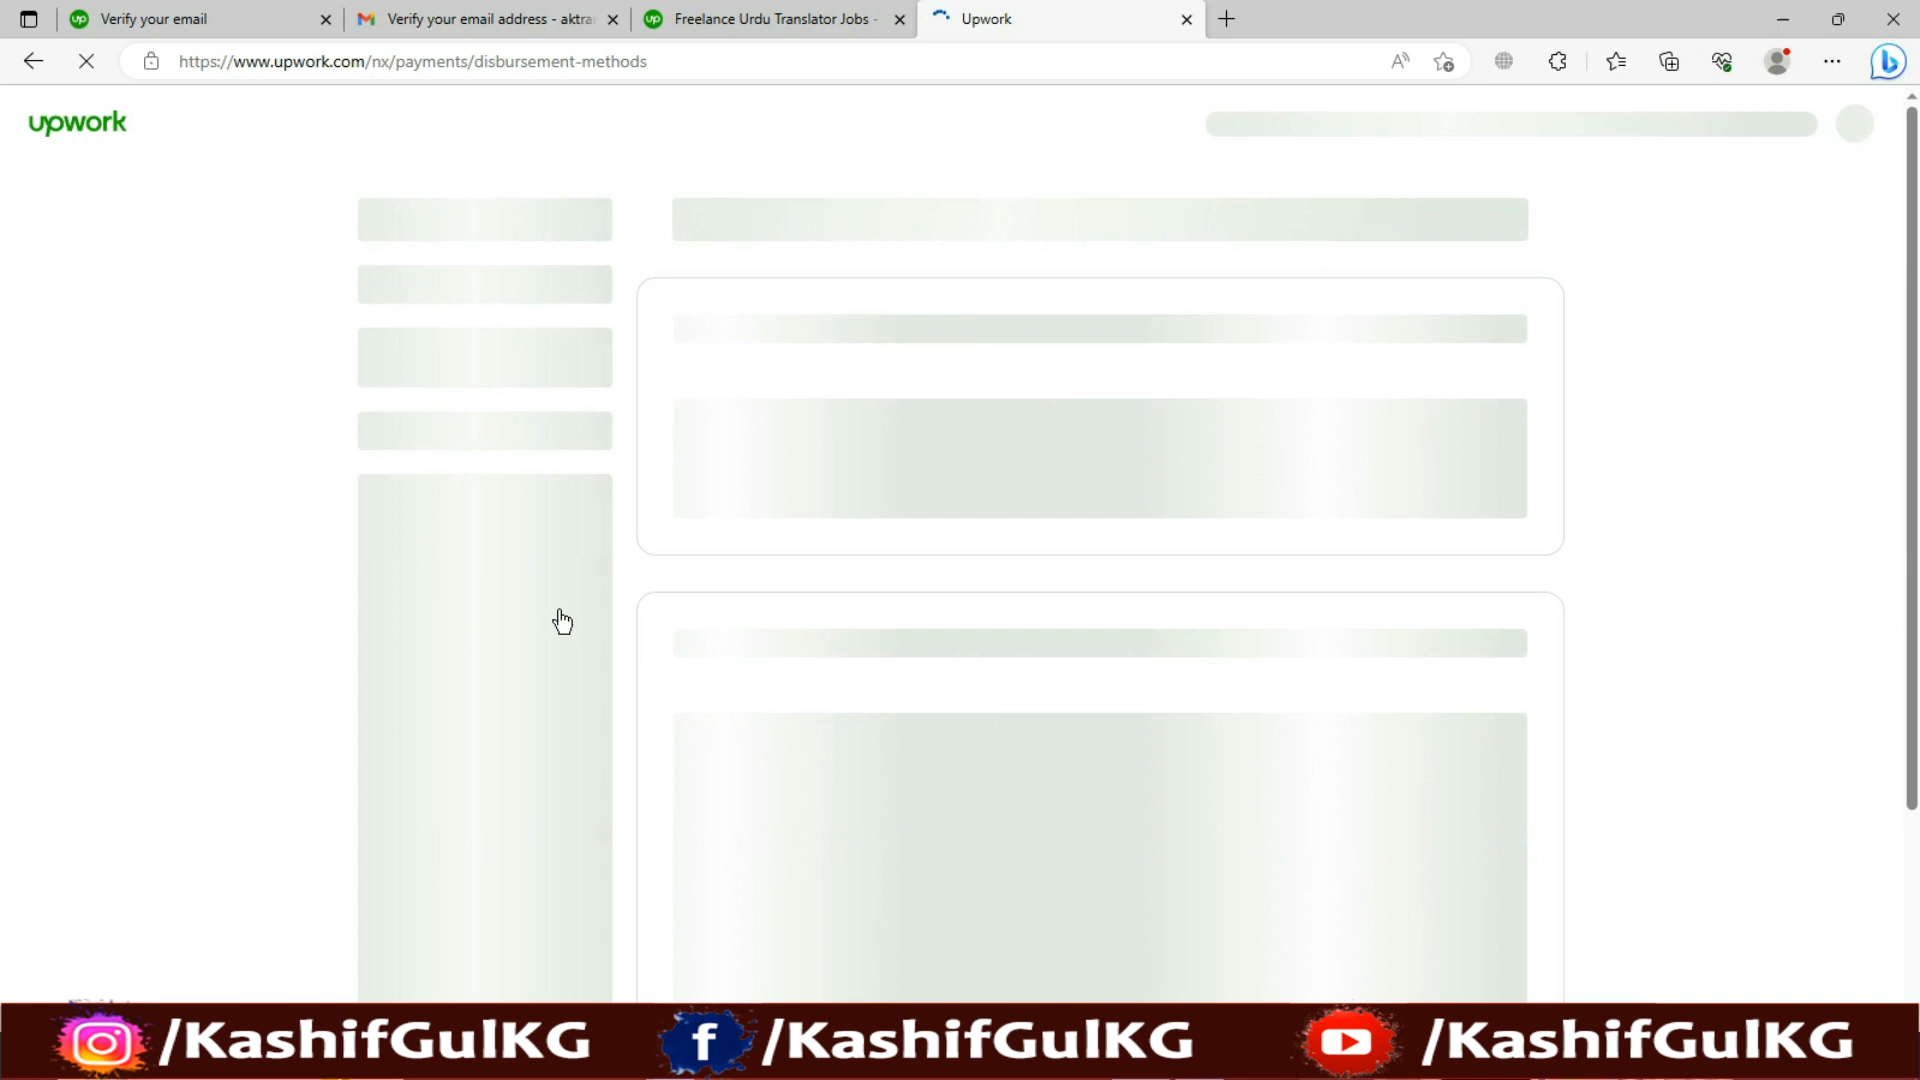 Verify your email
Verify your email address - aktra
Freelance Urdu Translator Jobs -
Upwork
https://www.upwork.com/nx/payments/disbursement-methods
upwork
/KashifGulKG
/KashifGulKG
/KashifGulKG